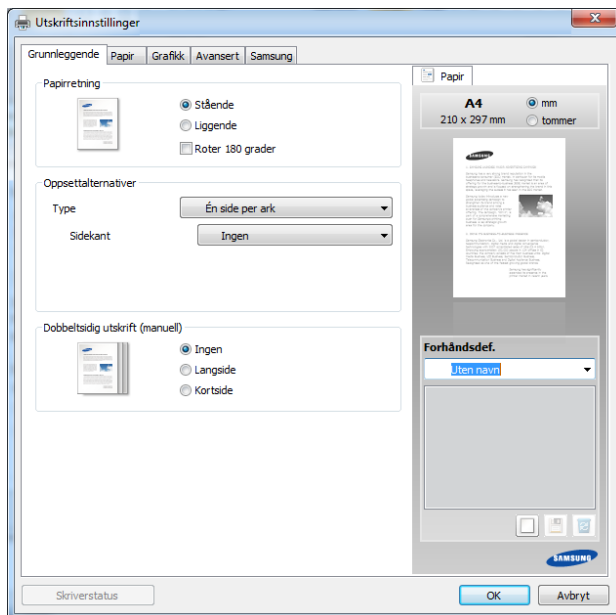 Utskriftsinnstillinger
Grunnleggende Papir Grafikk Avansert Samsung
Papirretning
Stående
Liggende
Roter 180 grader
Oppsettalternativer
Type Én side per ark
Sidekant Ingen
Dobbeltsidig utskrift (manuell)
Ingen
Langside
Kortside
Papir
A4 mm
210 x 297 mm tommer
SAMSUNG
Forhåndsdef.
Uten navn
SAMSUNG
Skriverstatus OK Avbryt